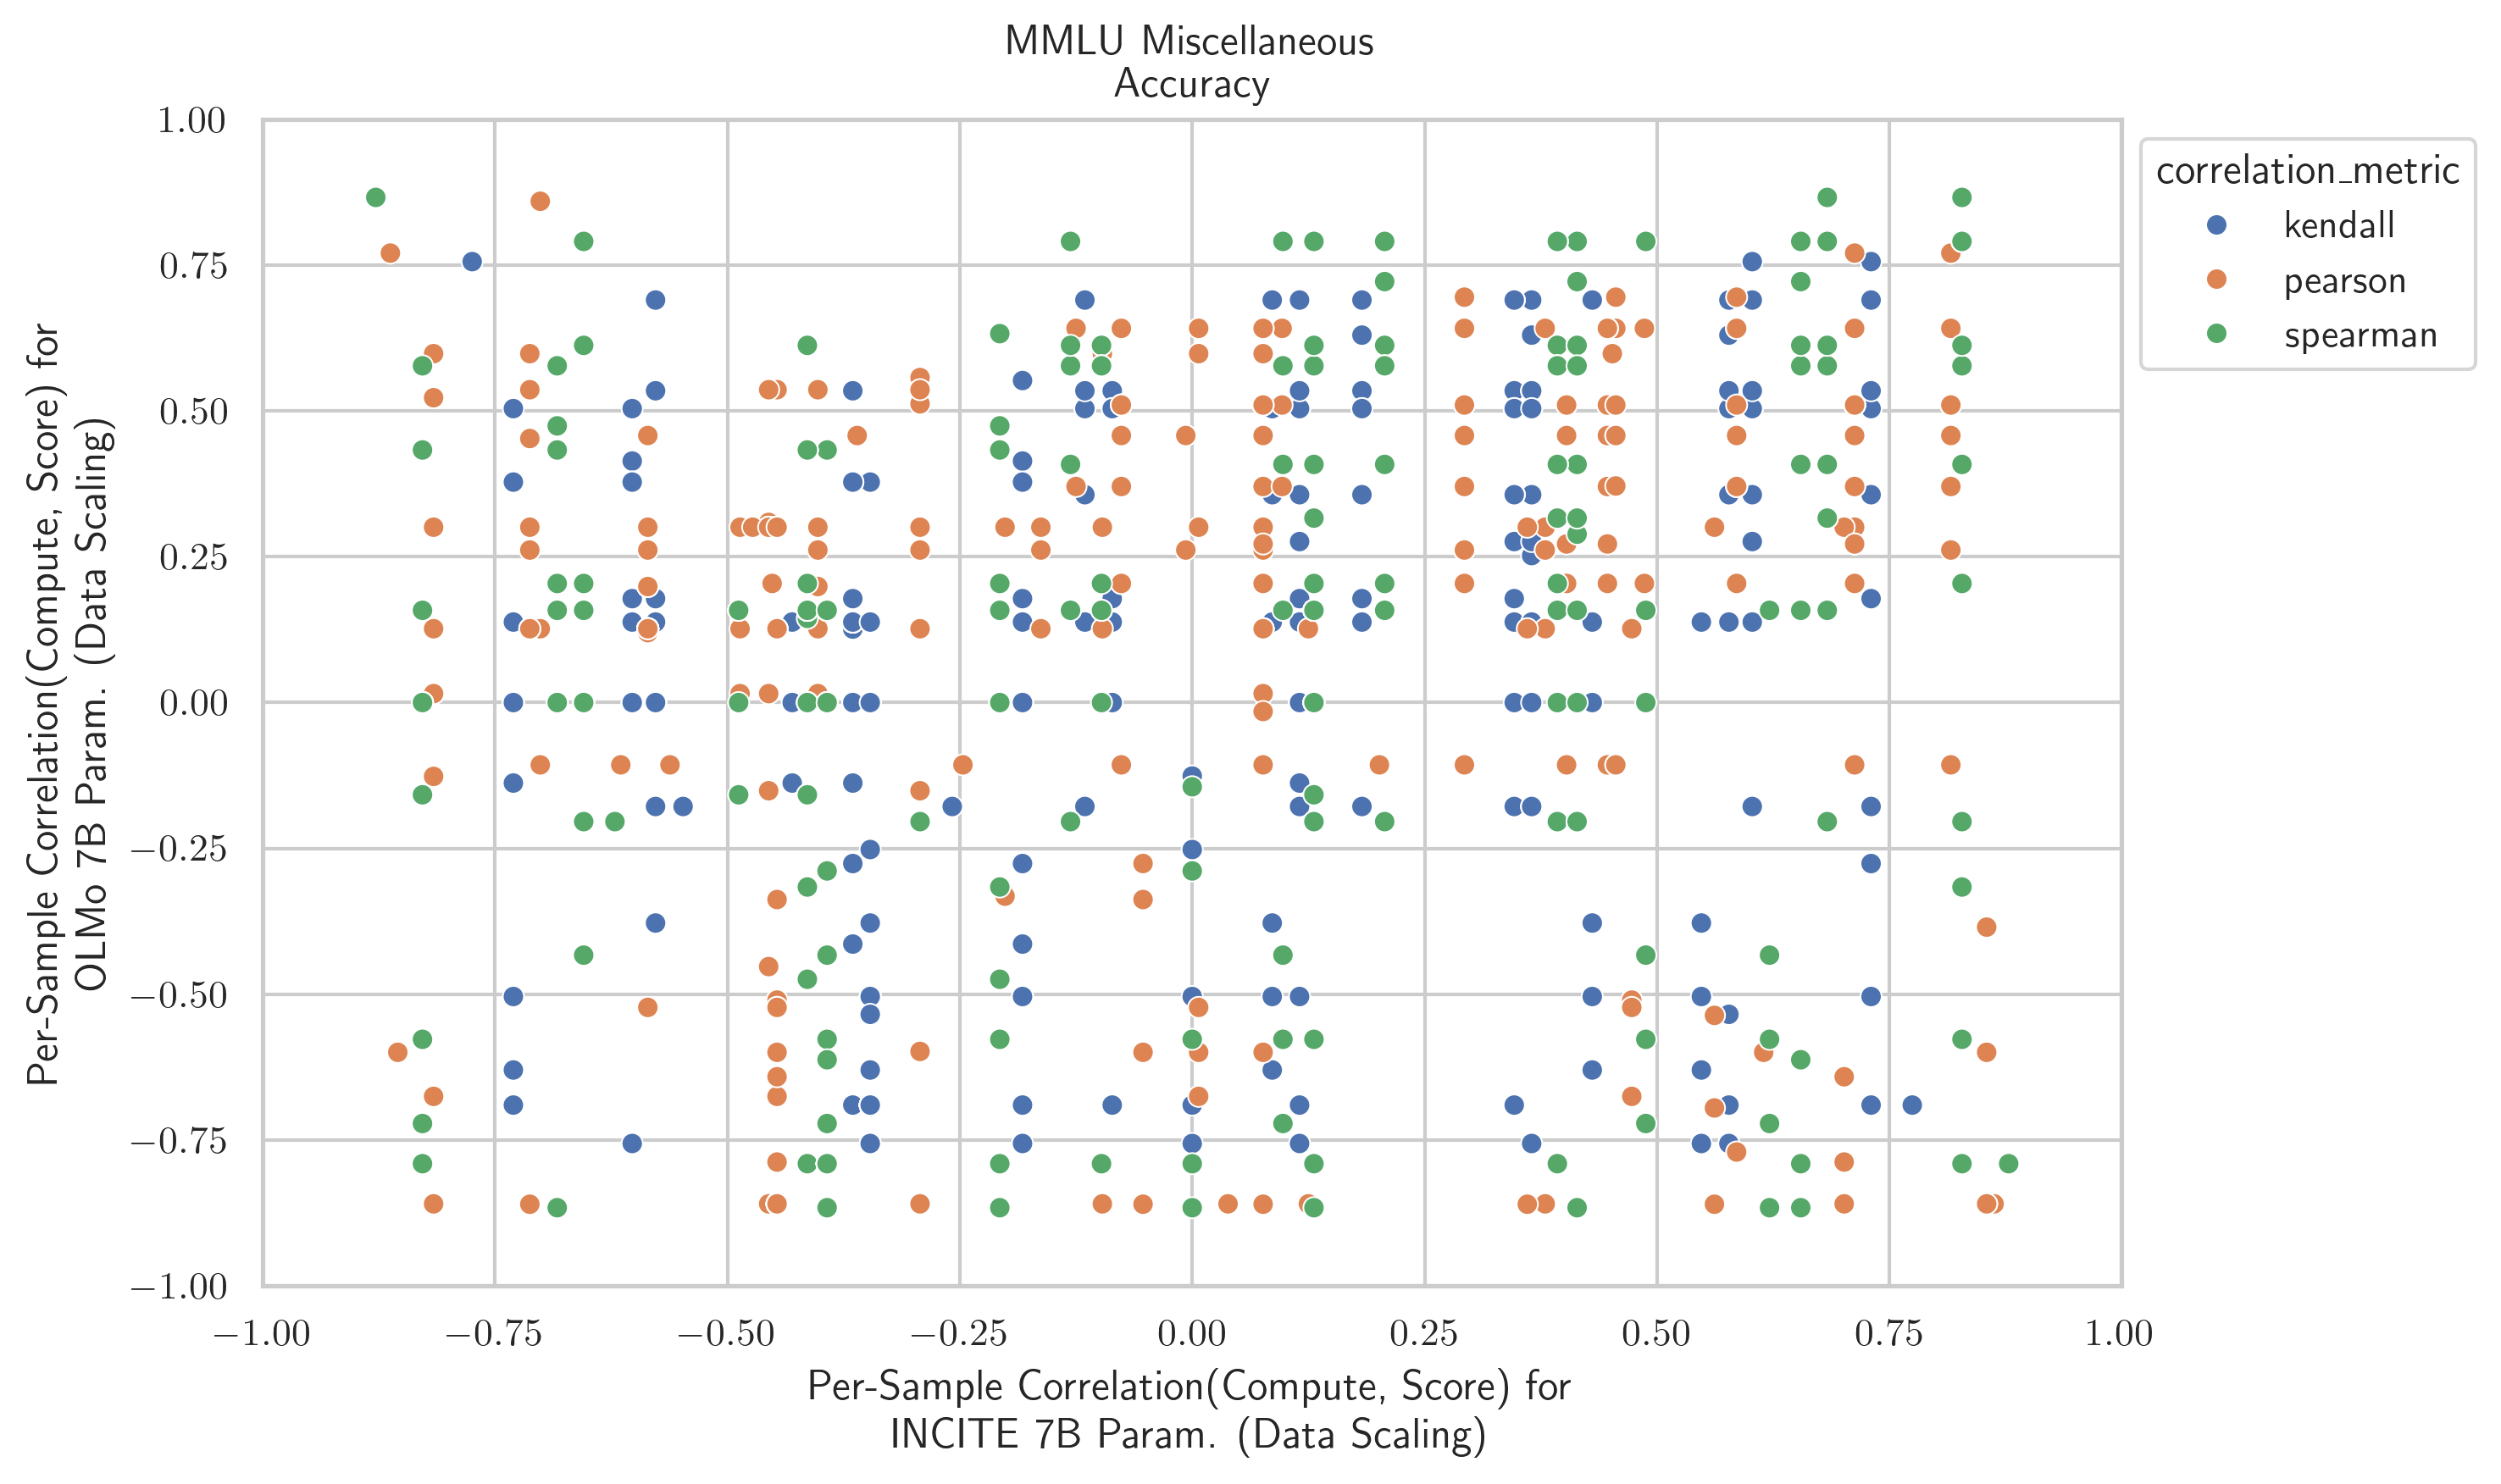 MMLU Miscellaneous
Accuracy
1.00
0.75
0.50
0.25
0.00
−0.25
−0.50
−0.75
−1.00
Per-Sample Correlation(Compute, Score) for
OLMo 7B Param. (Data Scaling)
correlation_metric
kendall
pearson
spearman
−1.00 −0.75 −0.50 −0.25 0.00 0.25 0.50 0.75 1.00
Per-Sample Correlation(Compute, Score) for
INCITE 7B Param. (Data Scaling)